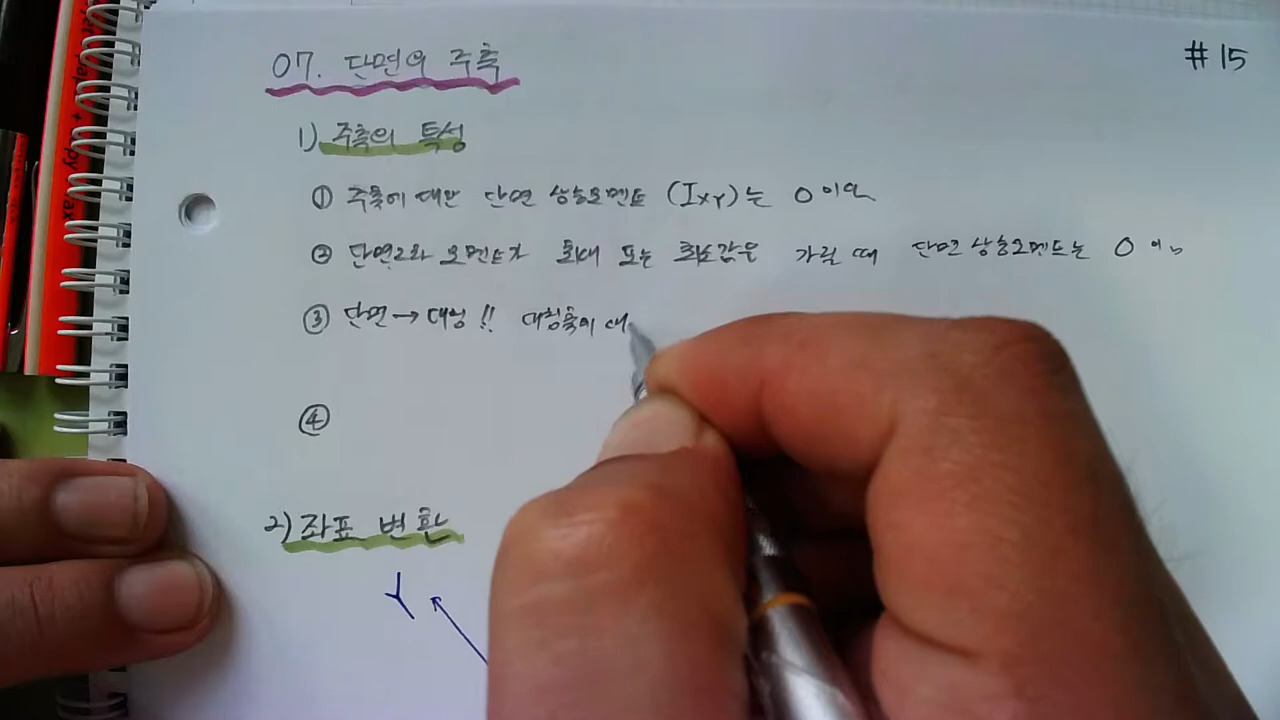 07. 단면의 주축
#15
1) 주축의 특성
① 주축에 대한 단면 상승모멘트 (Ixy)는 0이다
② 단면2차 모멘트가 최대 또는 최소값을 가질 때 단면 상승모멘트는 0이다
③ 단면→대칭!! 대칭축에 대
④
2) 좌표 변환
Y